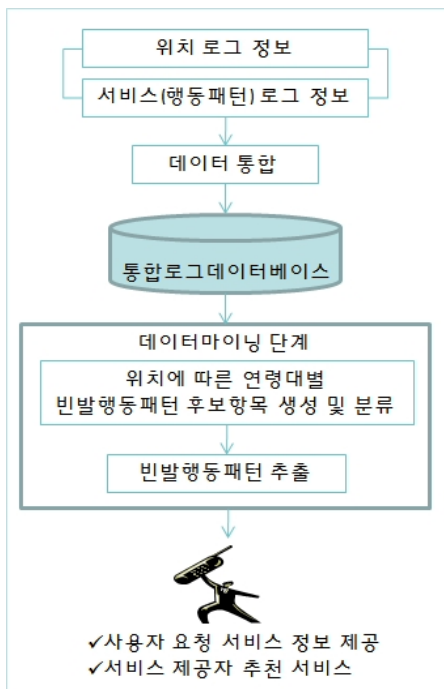 위치 로그 정보
서비스(행동패턴) 로그 정보
데이터 통합
통합로그데이터베이스
데이터마이닝 단계
위치에 따른 연령대별
빈발행동패턴 후보항목 생성 및 분류
빈발행동패턴 추출
✓사용자 요청 서비스 정보 제공
✓서비스 제공자 추천 서비스